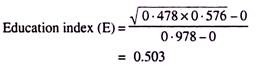 Education index (E) = √0·478×0·576 – 0
0·978 – 0
= 0.503